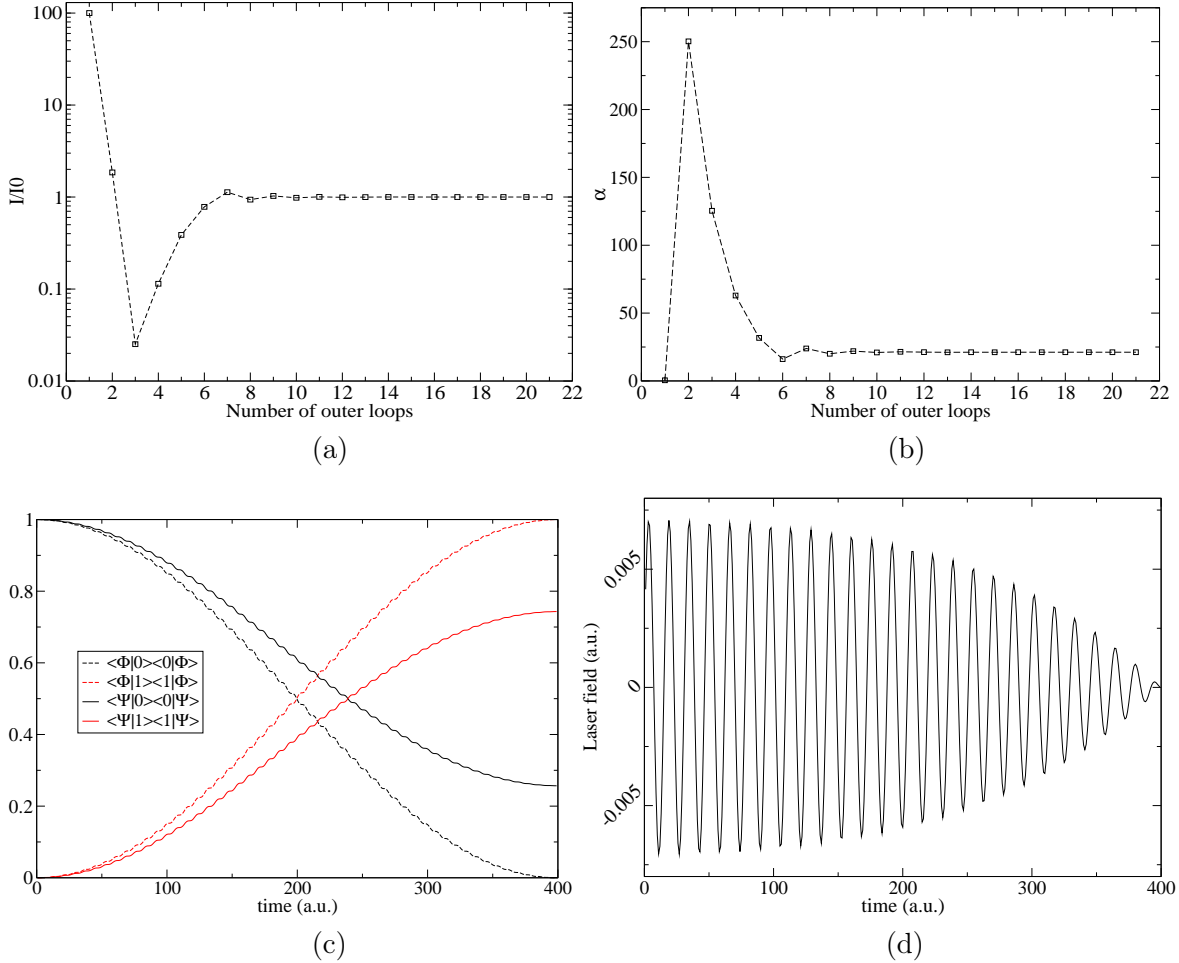 100
10
1
0.1
0.01
I/I0
0 2 4 6 8 10 12 14 16 18 20 22
Number of outer loops
(a)
250
200
150
100
50
0
α
0 2 4 6 8 10 12 14 16 18 20 22
Number of outer loops
(b)
1
0.8
0.6
0.4
0.2
0
<Φ|0><0|Φ>
<Φ|1><1|Φ>
<Ψ|0><0|Ψ>
<Ψ|1><1|Ψ>
0 100 200 300 400
time (a.u.)
(c)
0.005
0
-0.005
Laser field (a.u.)
0 100 200 300 400
time (a.u.)
(d)